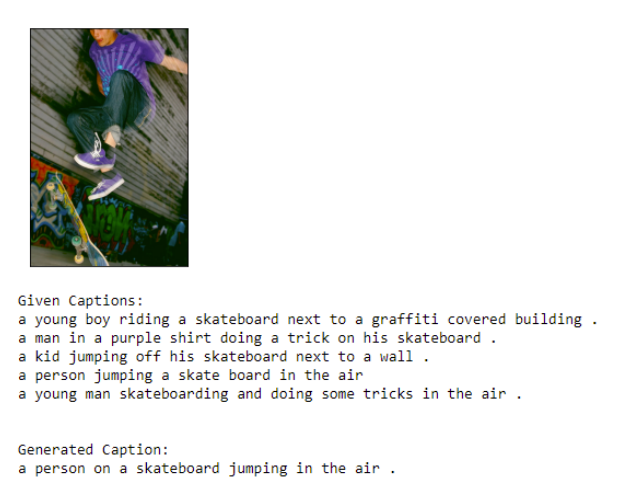 Given Captions:
a young boy riding a skateboard next to a graffiti covered building .
a man in a purple shirt doing a trick on his skateboard .
a kid jumping off his skateboard next to a wall .
a person jumping a skate board in the air
a young man skateboarding and doing some tricks in the air .
Generated Caption:
a person on a skateboard jumping in the air .